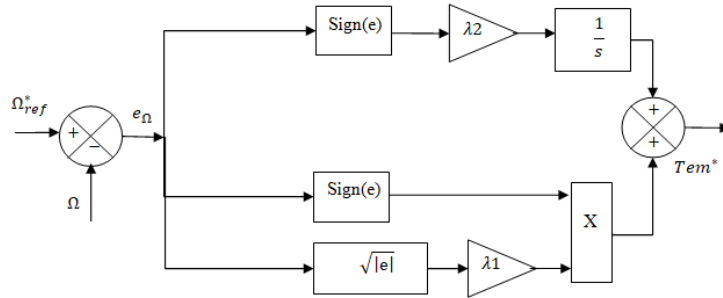 Sign(e)
λ2
1
s
Ω*ref
+
−
eΩ
+
+
Tem*
Ω
Sign(e)
X
√|e|
λ1